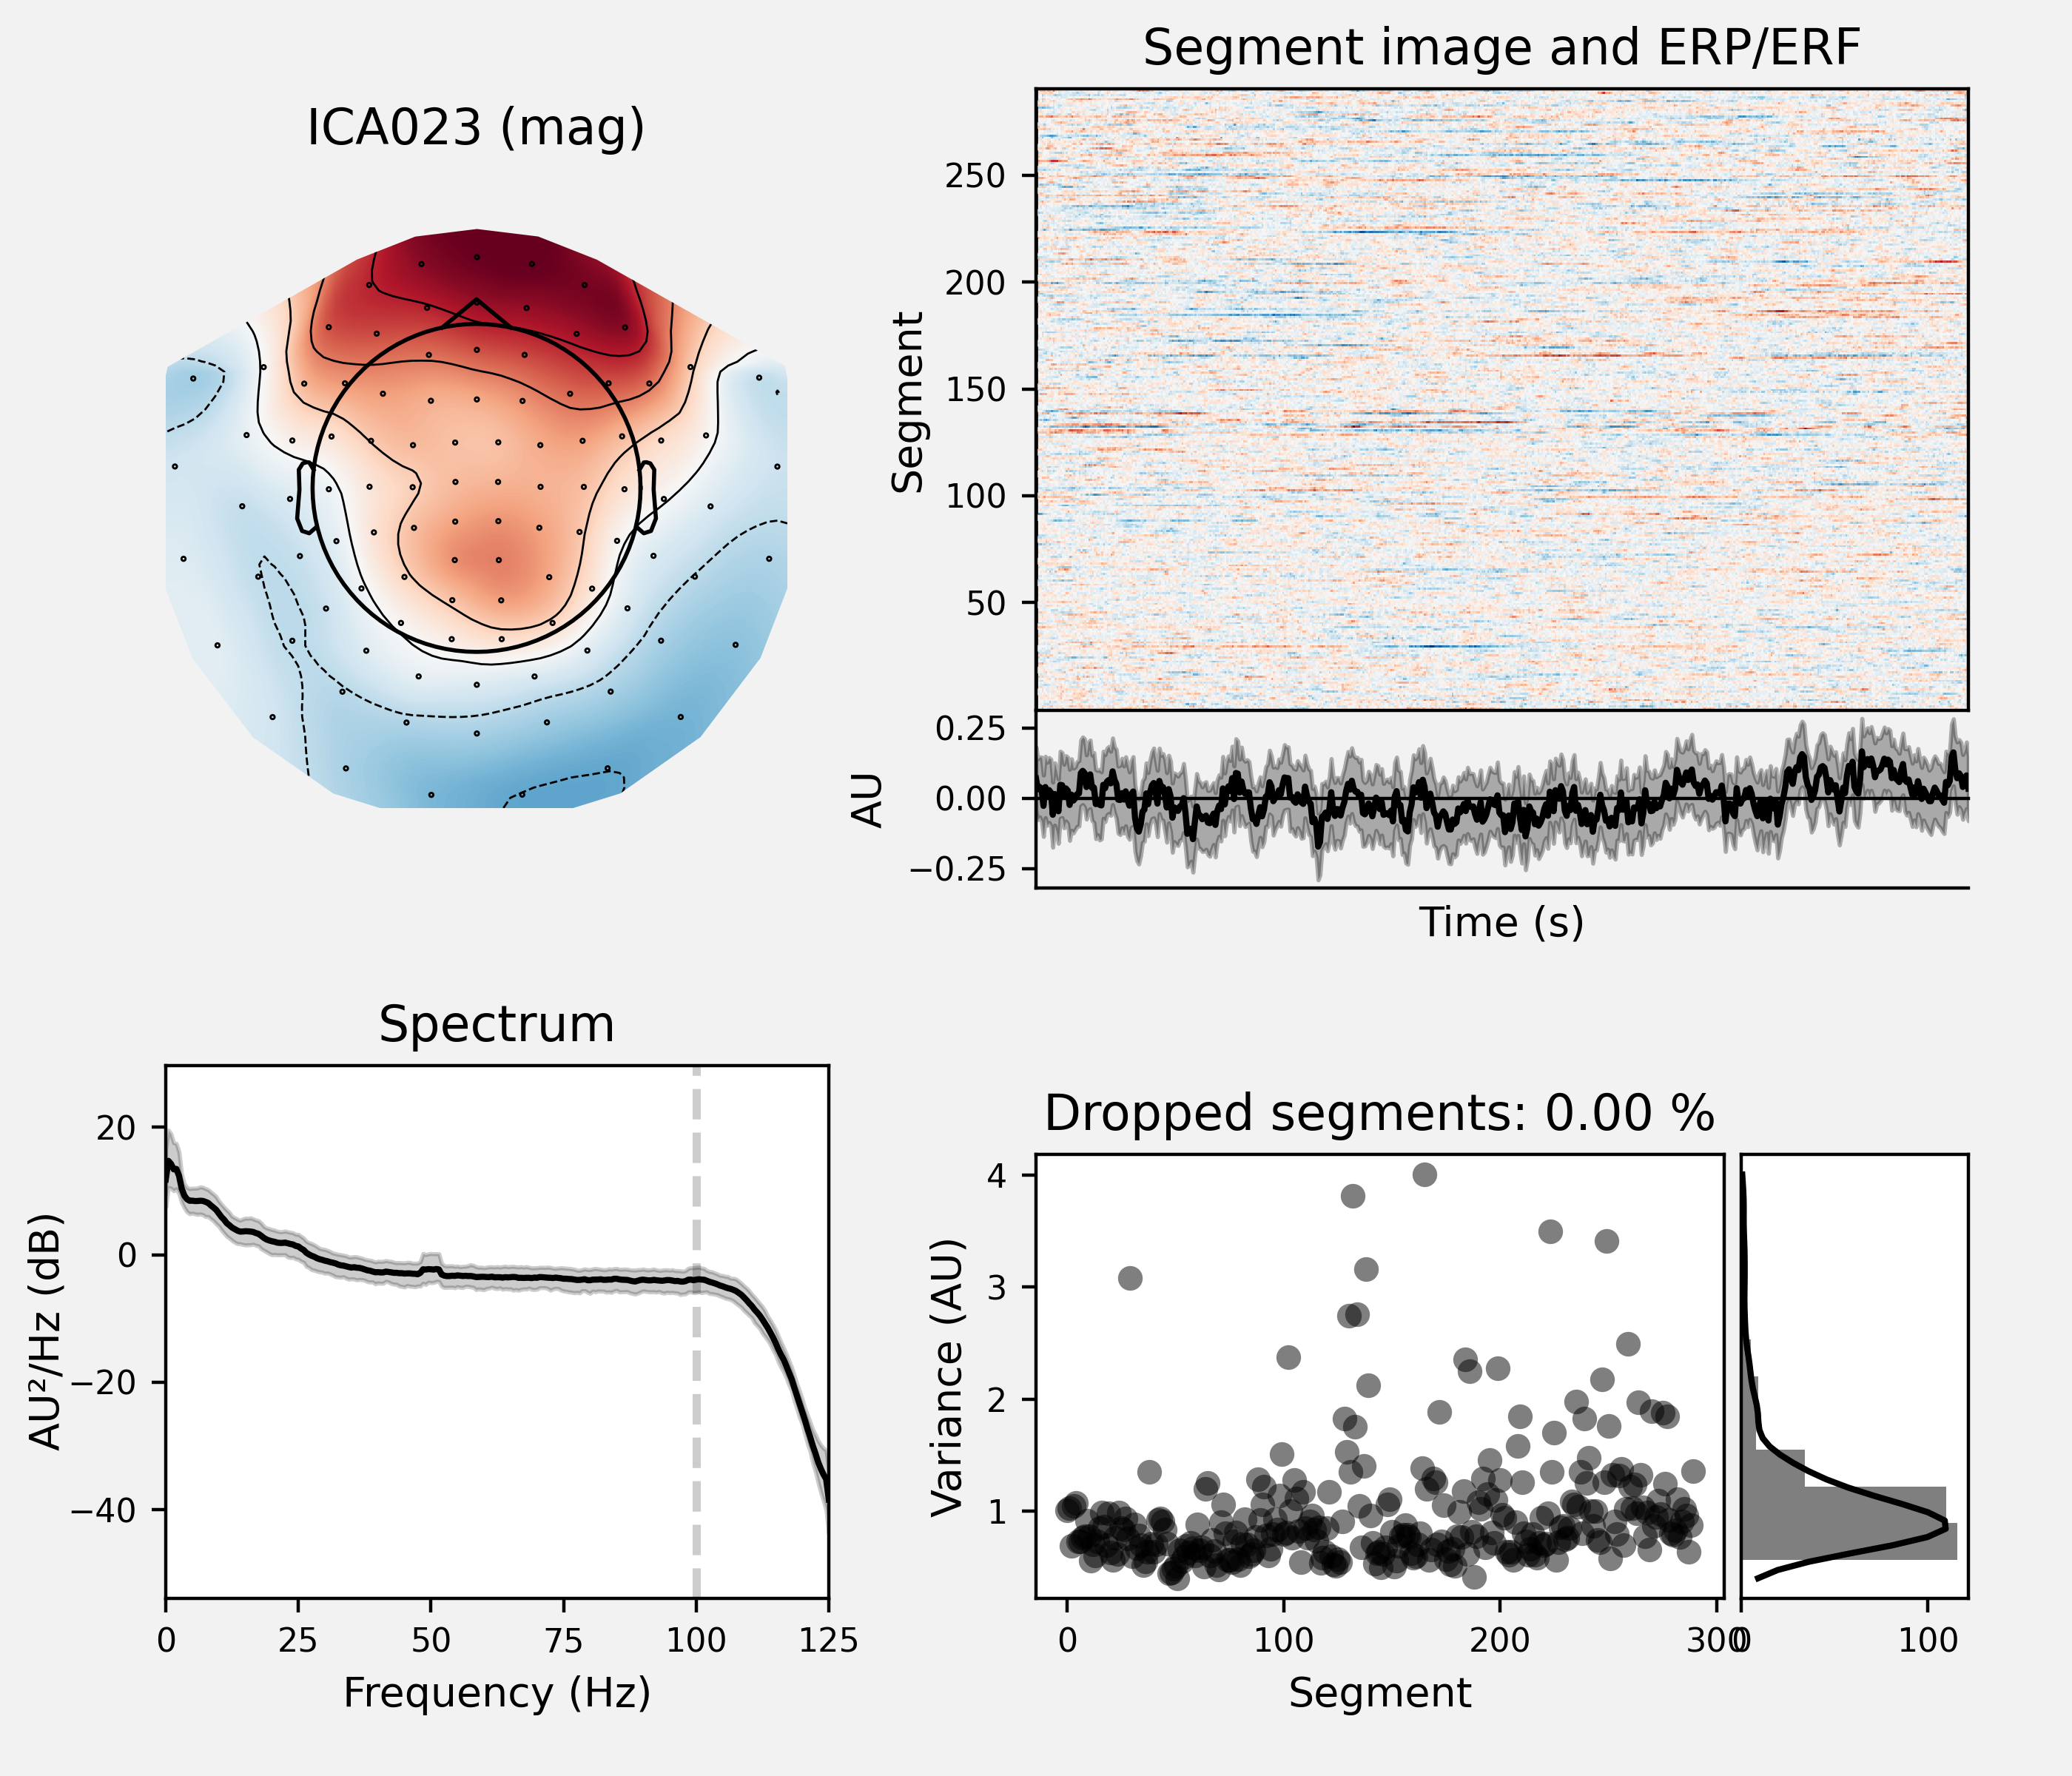 Segment image and ERP/ERF
ICA023 (mag)
250
200
150
100
50
Segment
0.25
0.00
−0.25
AU
Time (s)
Spectrum
20
0
−20
−40
AU²/Hz (dB)
0 25 50 75 100 125
Frequency (Hz)
Dropped segments: 0.00 %
4
3
2
1
Variance (AU)
0 100 200 300
Segment
0 100